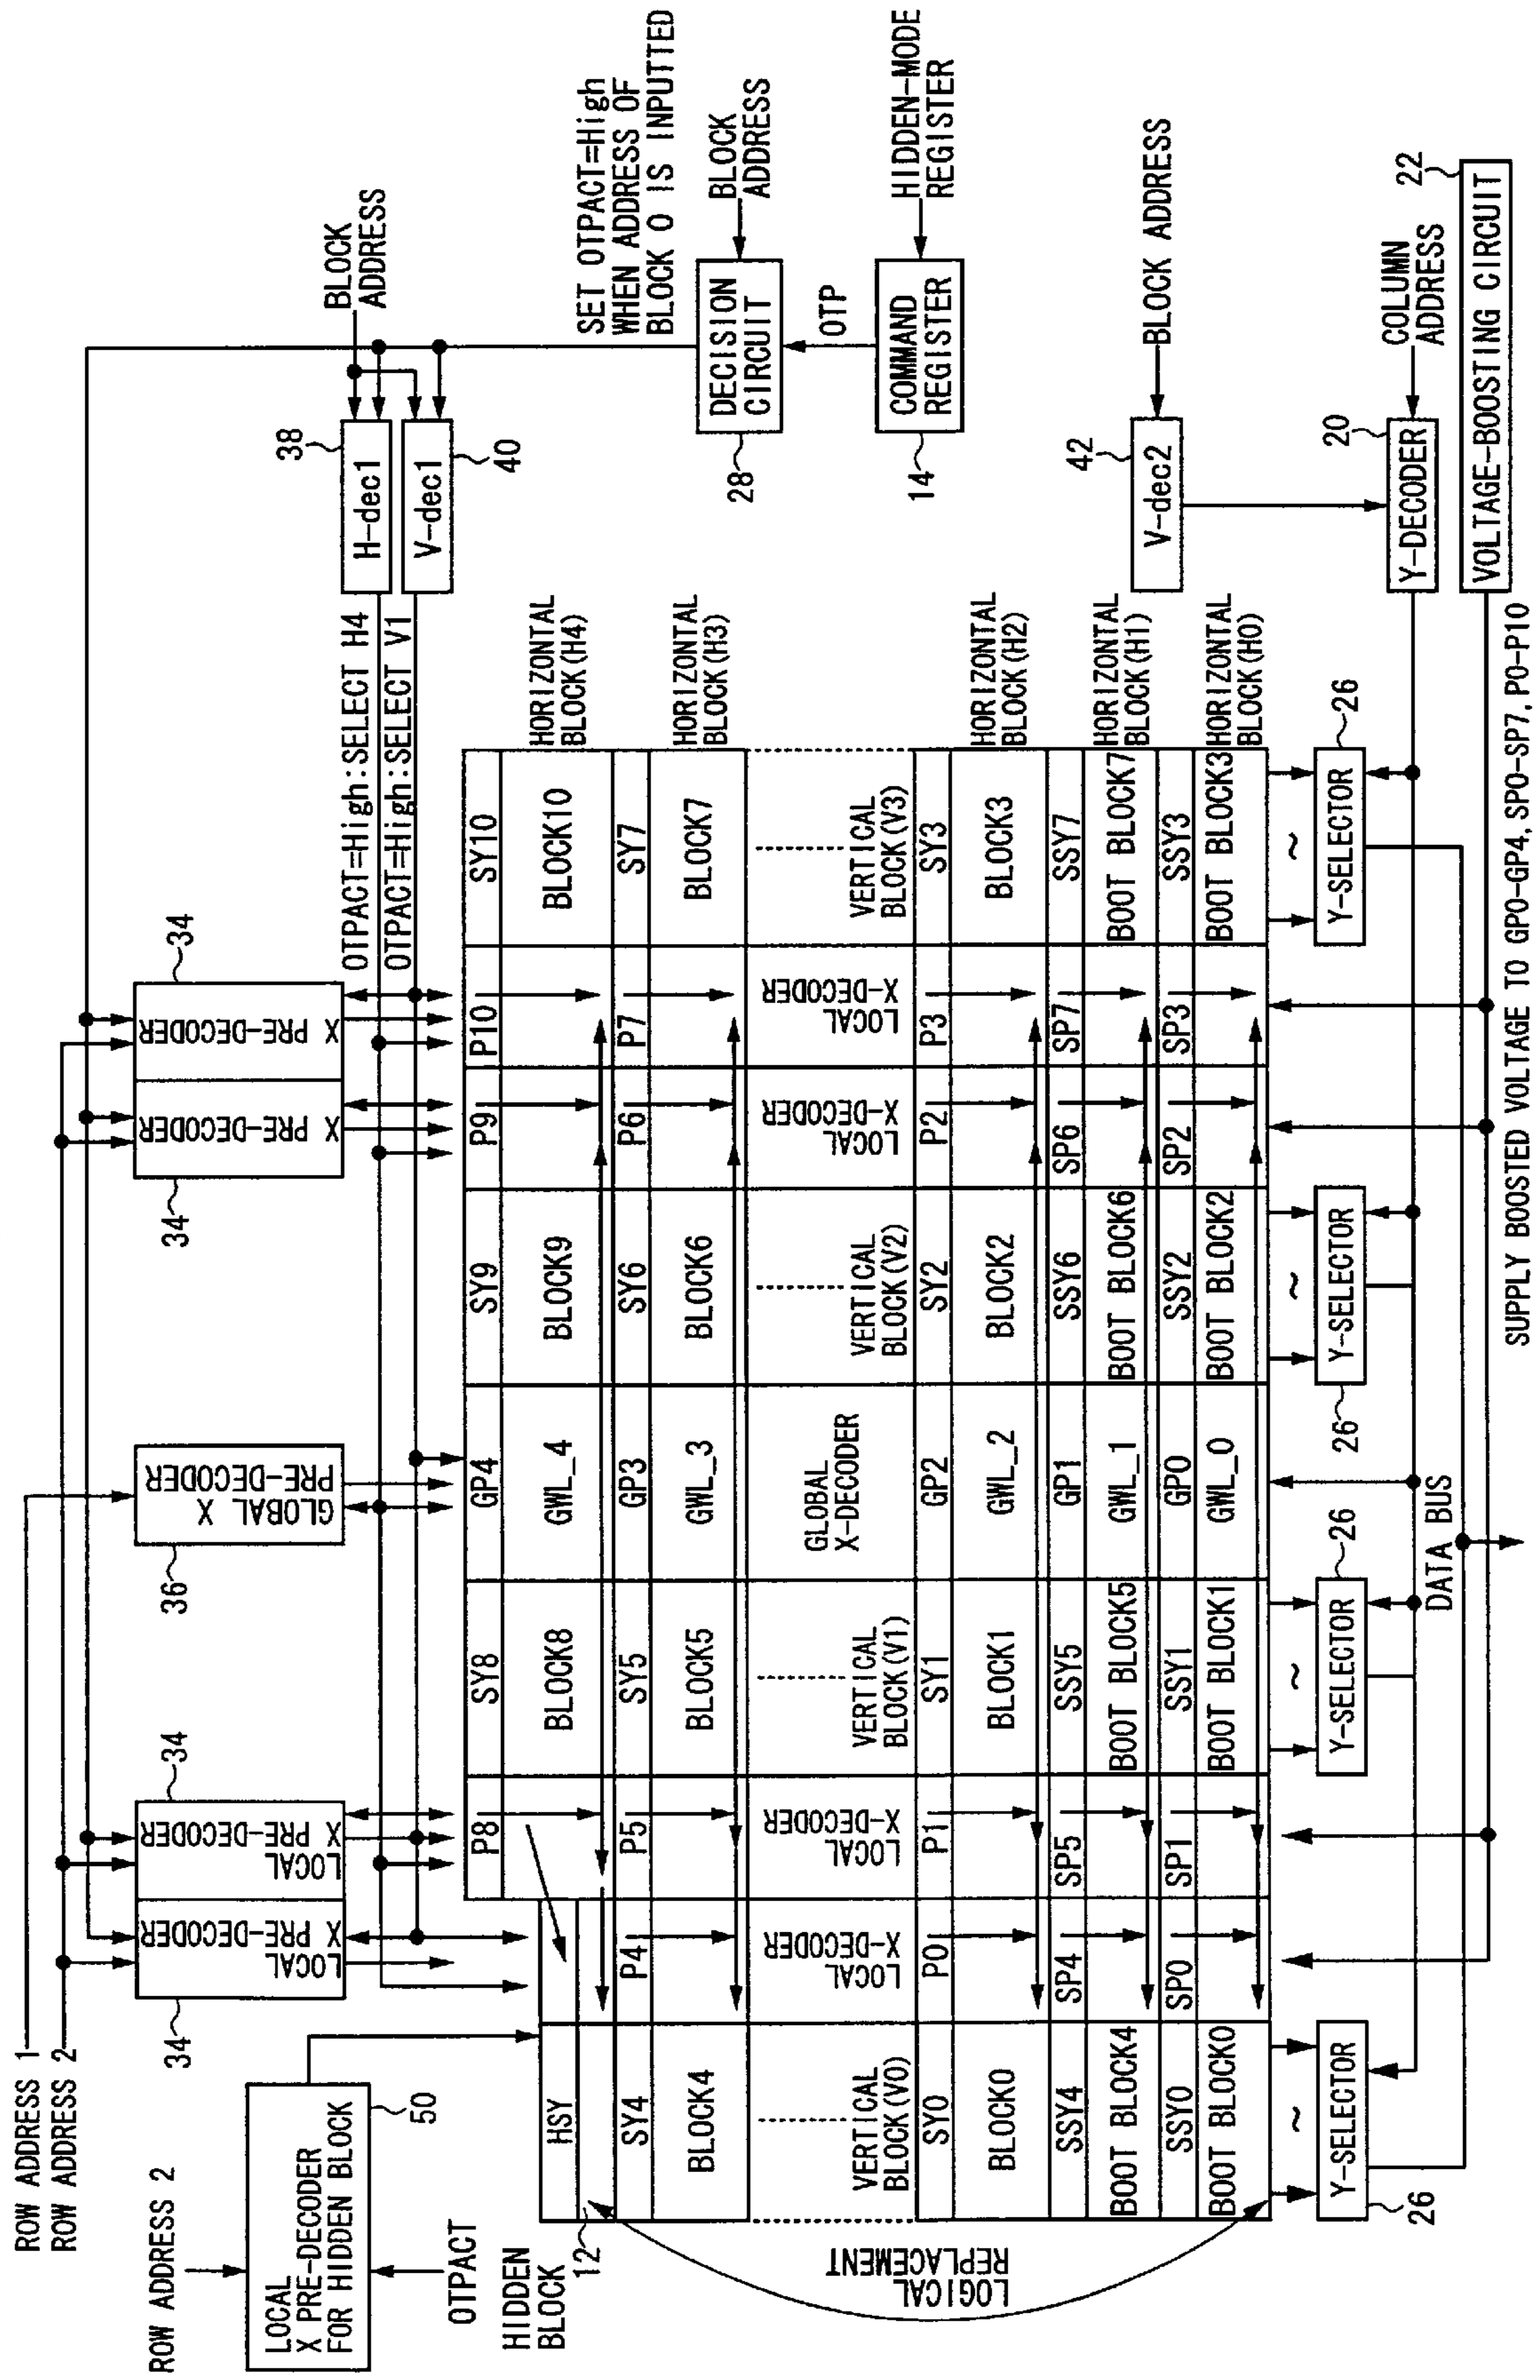 ROW ADDRESS 1
ROW ADDRESS 2
ROW ADDRESS 2
LOCAL
X PRE-DECODER
FOR HIDDEN BLOCK
50
OTPACT
34
LOCAL
X PRE-DECODER
LOCAL
X PRE-DECODER
34
36
GLOBAL X
PRE-DECODER
34
X PRE-DECODER
X PRE-DECODER
34
OTPACT=High:SELECT H4
OTPACT=High:SELECT V1
38
H-dec1
V-dec1
40
BLOCK
ADDRESS
SET OTPACT=High
WHEN ADDRESS OF
BLOCK 0 IS INPUTTED
DECISION
CIRCUIT
28
BLOCK
ADDRESS
OTP
COMMAND
REGISTER
14
HIDDEN-MODE
REGISTER
HIDDEN
BLOCK
12
LOGICAL
REPLACEMENT
P8
SY8
GP4
SY9
P9
P10
SY10
HSY
BLOCK8
GWL_4
BLOCK9
BLOCK10
HORIZONTAL
BLOCK(H4)
SY4
P4
P5
SY5
GP3
SY6
P6
P7
SY7
BLOCK4
BLOCK5
GWL_3
BLOCK6
BLOCK7
HORIZONTAL
BLOCK(H3)
VERTICAL
BLOCK(V0)
LOCAL
X-DECODER
LOCAL
X-DECODER
VERTICAL
BLOCK(V1)
GLOBAL
X-DECODER
VERTICAL
BLOCK(V2)
LOCAL
X-DECODER
LOCAL
X-DECODER
VERTICAL
BLOCK(V3)
SY0
P0
P1
SY1
GP2
SY2
P2
P3
SY3
BLOCK0
BLOCK1
GWL_2
BLOCK2
BLOCK3
HORIZONTAL
BLOCK(H2)
SSY4
SP4
SP5
SSY5
GP1
SSY6
SP6
SP7
SSY7
BOOT BLOCK4
BOOT BLOCK5
GWL_1
BOOT BLOCK6
BOOT BLOCK7
HORIZONTAL
BLOCK(H1)
SSY0
SP0
SP1
SSY1
GP0
SSY2
SP2
SP3
SSY3
BOOT BLOCK0
BOOT BLOCK1
GWL_0
BOOT BLOCK2
BOOT BLOCK3
HORIZONTAL
BLOCK(H0)
~
~
~
~
Y-SELECTOR
26
Y-SELECTOR
26
Y-SELECTOR
26
Y-SELECTOR
26
42
V-dec2
BLOCK ADDRESS
20
Y-DECODER
COLUMN
ADDRESS
DATA BUS
VOLTAGE-BOOSTING CIRCUIT
22
SUPPLY BOOSTED VOLTAGE TO GP0-GP4, SP0-SP7, P0-P10